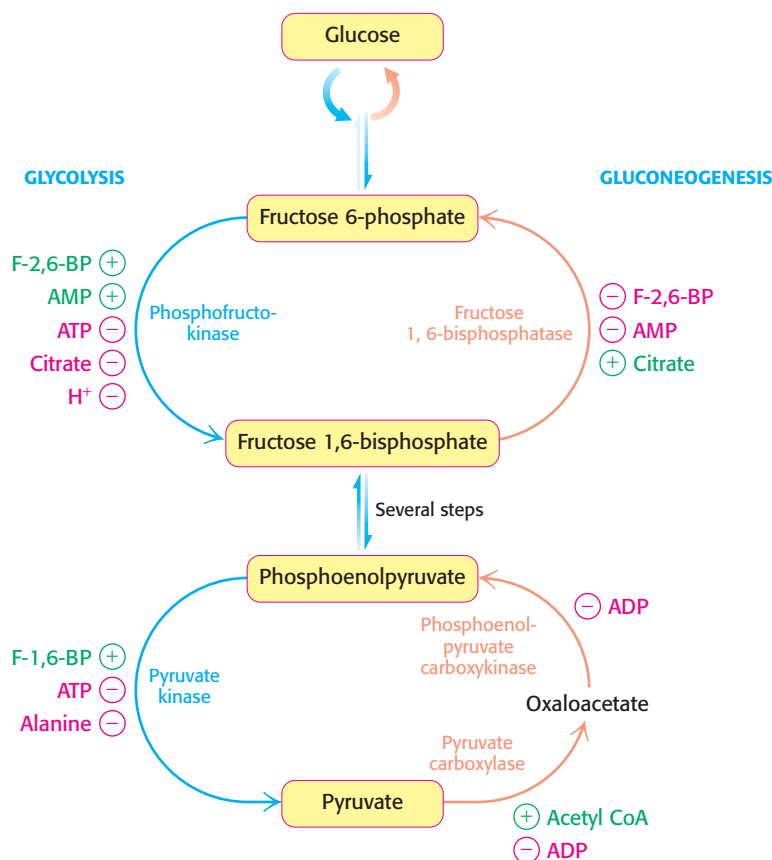 Glucose
GLYCOLYSIS
GLUCONEOGENESIS
Fructose 6-phosphate
F-2,6-BP +
AMP +
ATP −
Citrate −
H⁺ −
Phosphofructo-
kinase
Fructose
1, 6-bisphosphatase
− F-2,6-BP
− AMP
+ Citrate
Fructose 1,6-bisphosphate
Several steps
Phosphoenolpyruvate
F-1,6-BP +
ATP −
Alanine −
Pyruvate
kinase
Phosphoenol-
pyruvate
carboxykinase
− ADP
Oxaloacetate
Pyruvate
carboxylase
Pyruvate
+ Acetyl CoA
− ADP